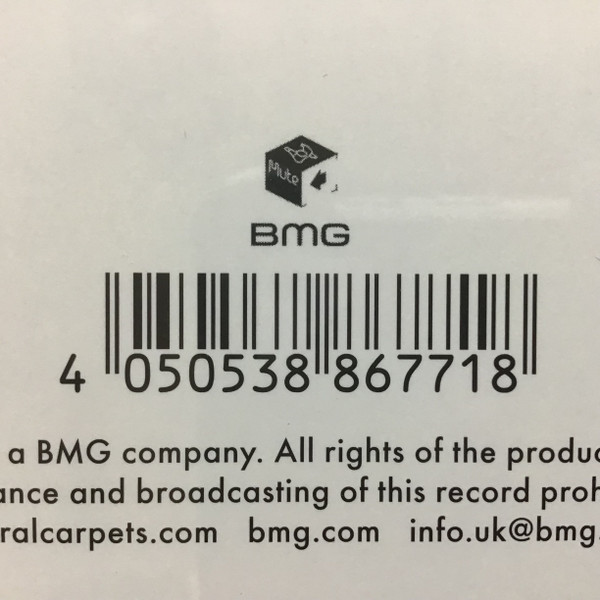 Mute
BMG
4 050538 867718
a BMG company. All rights of the produc
ance and broadcasting of this record proh
ralcarpets.com bmg.com info.uk@bmg.